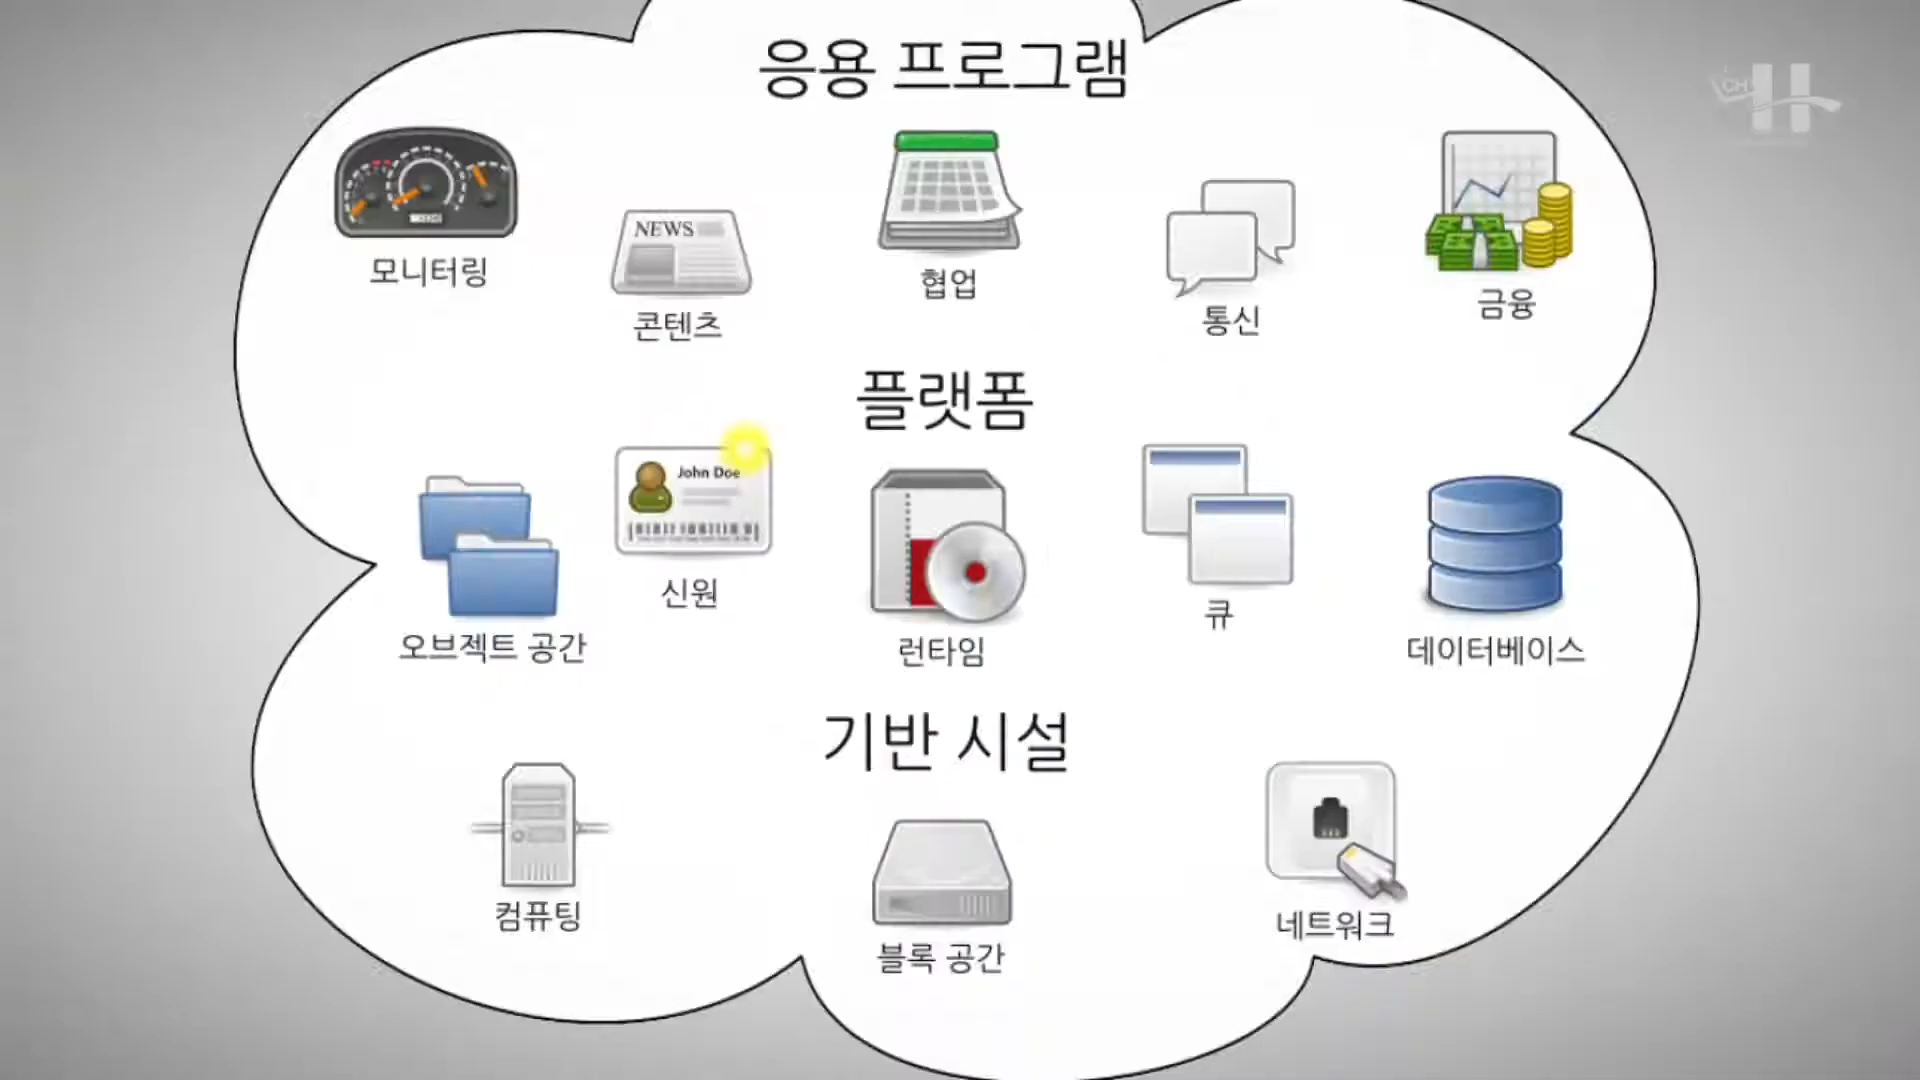 응용 프로그램
CH
모니터링
NEWS
콘텐츠
협업
통신
금융
플랫폼
John Doe
오브젝트 공간
신원
런타임
큐
데이터베이스
기반 시설
컴퓨팅
블록 공간
네트워크